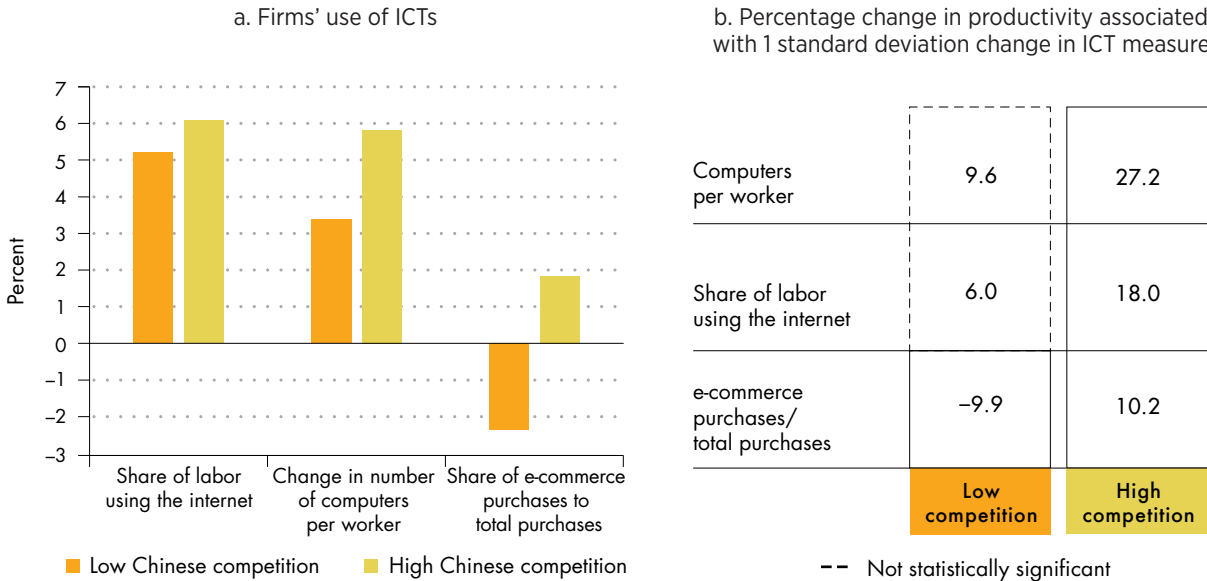 a. Firms' use of ICTs
7
6
5
4
3
2
1
0
–1
–2
–3
Percent
Share of labor
using the internet
Change in number
of computers
per worker
Share of e-commerce
purchases to
total purchases
Low Chinese competition
High Chinese competition
b. Percentage change in productivity associated
with 1 standard deviation change in ICT measure
Computers
per worker
9.6
27.2
Share of labor
using the internet
6.0
18.0
e-commerce
purchases/
total purchases
–9.9
10.2
Low
competition
High
competition
Not statistically significant